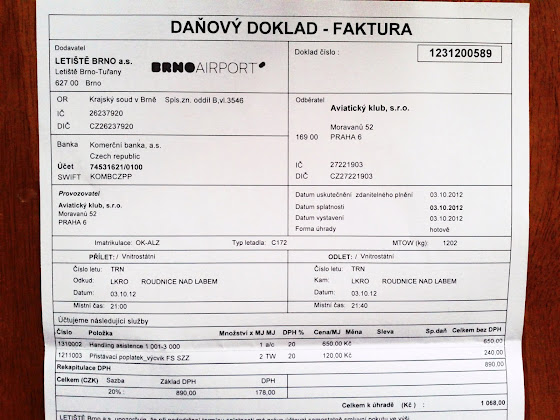 DAŇOVÝ DOKLAD - FAKTURA
Dodavatel
LETIŠTĚ BRNO a.s.
Letiště Brno-Tuřany
627 00 Brno
BRNOAIRPORT
Doklad číslo : 1231200589
OR Krajský soud v Brně Spis.zn. oddíl B,vl.3546
IČ 26237920
DIČ CZ26237920
Odběratel
Aviatický klub, s.r.o.
Moravanů 52
169 00 PRAHA 6
IČ 27221903
DIČ CZ27221903
Banka Komerční banka, a.s.
Czech republic
Účet 74531621/0100
SWIFT KOMBCZPP
Provozovatel
Aviatický klub, s.r.o.
Moravanů 52
PRAHA 6
Datum uskutečnění zdanitelného plnění 03.10.2012
Datum splatnosti 03.10.2012
Datum vystavení 03.10.2012
Forma úhrady hotově
Imatrikulace: OK-ALZ Typ letadla: C172 MTOW (kg): 1202
PŘÍLET: / Vnitrostátní
Číslo letu: TRN
Odkud: LKRO ROUDNICE NAD LABEM
Datum: 03.10.12
Místní čas: 21:00
ODLET: / Vnitrostátní
Číslo letu: TRN
Kam: LKRO ROUDNICE NAD LABEM
Datum: 03.10.12
Místní čas: 21:40
Účtujeme následující služby
Číslo Položka Množství x MJ MJ DPH % Cena/MJ Měna Sleva Sp.daň Celkem bez DPH
1310002 Handling asistence 1 001-3 000 1 a/c 20 650.00 Kč 650.00
1211003 Přistávací poplatek_výcvik FS SZZ 2 TW 20 120.00 Kč 240.00
Rekapitulace DPH 890.00
Celkem (CZK) Sazba Základ DPH DPH
20% : 890,00 178,00
Celkem k úhradě (Kč) : 1 068,00